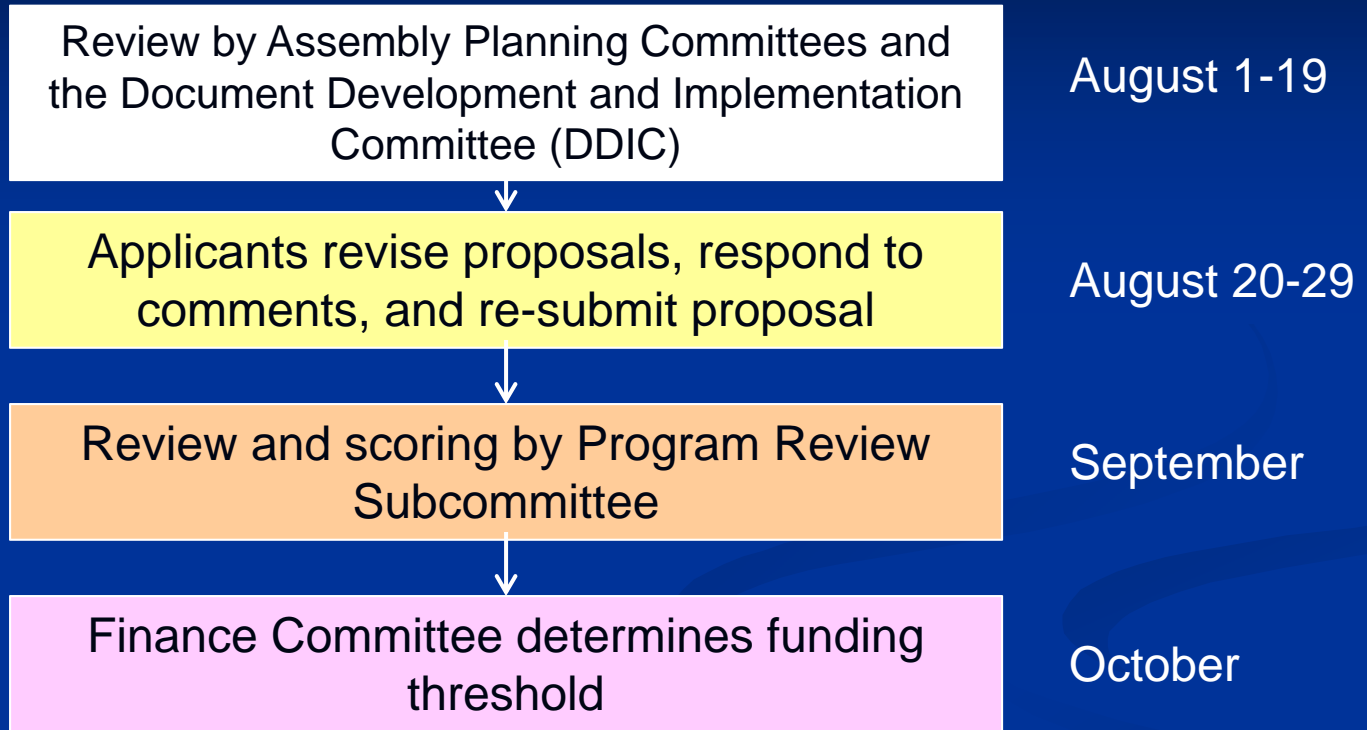 Review by Assembly Planning Committees and
the Document Development and Implementation
Committee (DDIC)
August 1-19
Applicants revise proposals, respond to
comments, and re-submit proposal
August 20-29
Review and scoring by Program Review
Subcommittee
September
Finance Committee determines funding
threshold
October